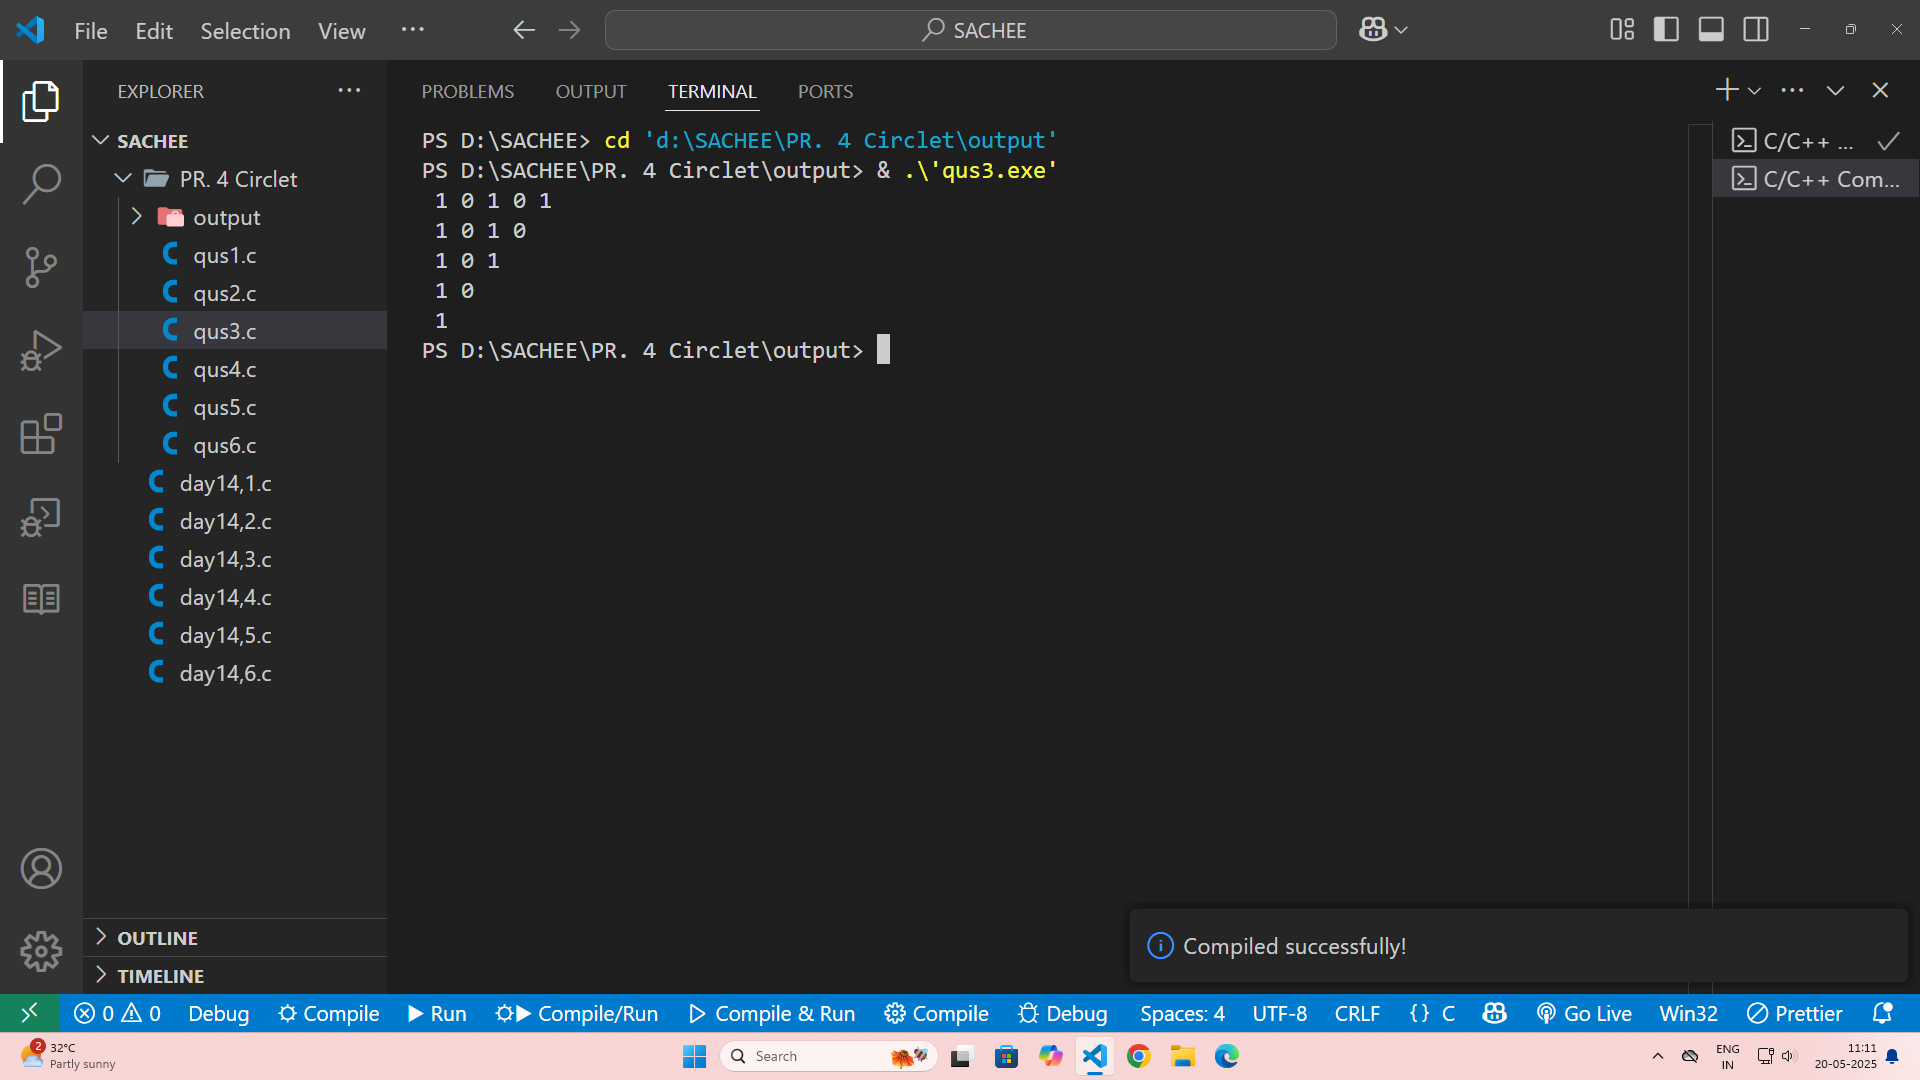 File Edit Selection View ...
SACHEE
EXPLORER
SACHEE
PR. 4 Circlet
output
qus1.c
qus2.c
qus3.c
qus4.c
qus5.c
qus6.c
day14,1.c
day14,2.c
day14,3.c
day14,4.c
day14,5.c
day14,6.c
OUTLINE
TIMELINE
PROBLEMS OUTPUT TERMINAL PORTS
PS D:\SACHEE> cd 'd:\SACHEE\PR. 4 Circlet\output'
PS D:\SACHEE\PR. 4 Circlet\output> & .\'qus3.exe'
1 0 1 0 1
1 0 1 0
1 0 1
1 0
1
PS D:\SACHEE\PR. 4 Circlet\output>
C/C++ ...
C/C++ Com...
Compiled successfully!
0 0 Debug Compile Run Compile/Run Compile & Run Compile Debug Spaces: 4 UTF-8 CRLF {} C Go Live Win32 Prettier
2
32°C
Partly sunny
Search
ENG
IN
11:11
20-05-2025